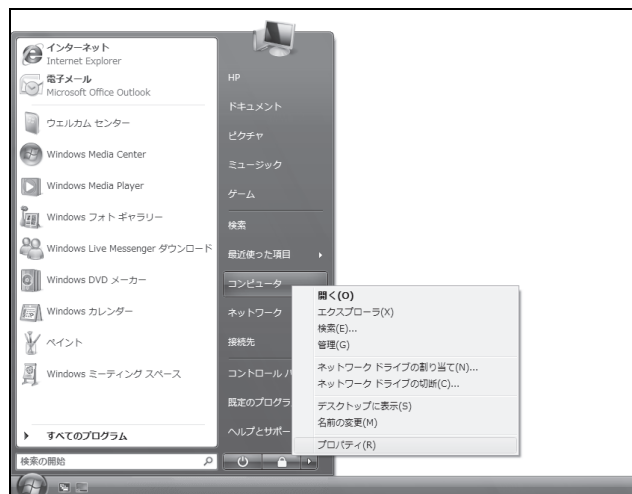 インターネット
Internet Explorer
電子メール
Microsoft Office Outlook
ウェルカム センター
Windows Media Center
Windows Media Player
Windows フォト ギャラリー
Windows Live Messenger ダウンロード
Windows DVD メーカー
Windows カレンダー
ペイント
Windows ミーティング スペース
すべてのプログラム
検索の開始
HP
ドキュメント
ピクチャ
ミュージック
ゲーム
検索
最近使った項目
コンピュータ
ネットワーク
接続先
コントロール パ
既定のプログラ
ヘルプとサポー
開く(O)
エクスプローラ(X)
検索(E)...
管理(G)
ネットワーク ドライブの割り当て(N)...
ネットワーク ドライブの切断(C)...
デスクトップに表示(S)
名前の変更(M)
プロパティ(R)